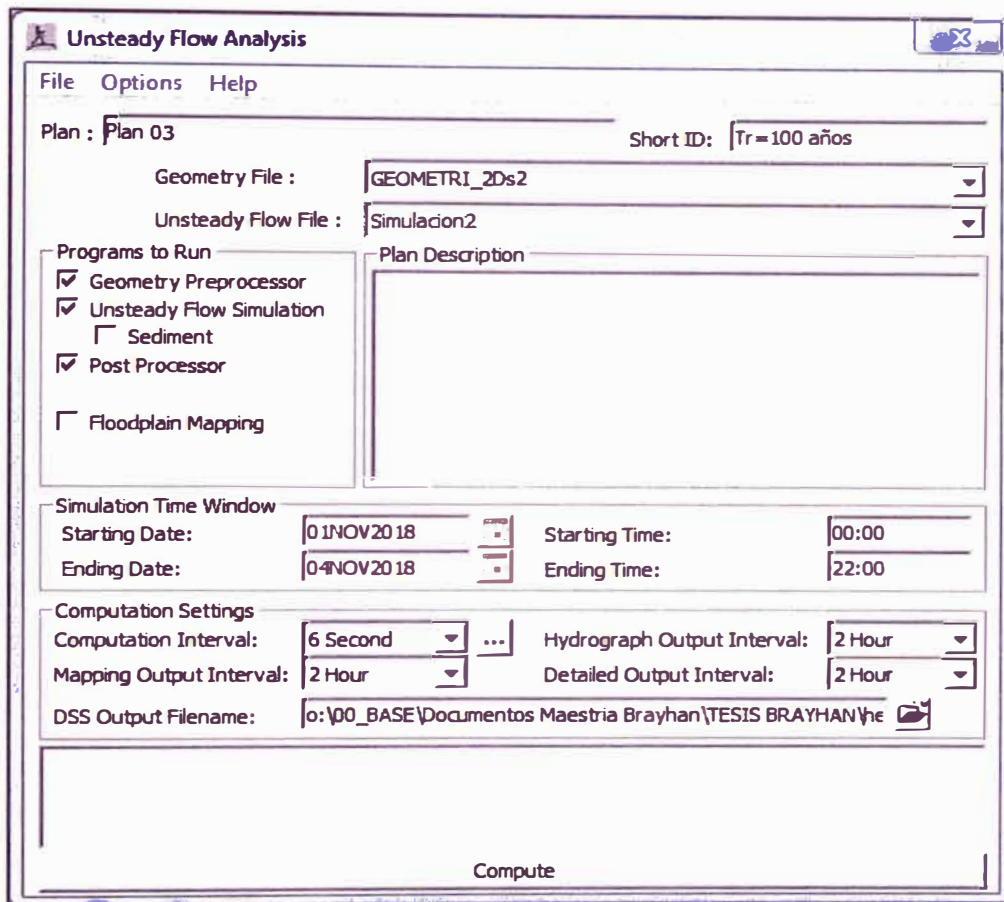 Unsteady Flow Analysis
File Options Help
Plan : Plan 03 Short ID: Tr=100 años
Geometry File : GEOMETRI_2Ds2
Unsteady Flow File : Simulacion2
Programs to Run Plan Description
Geometry Preprocessor
Unsteady Flow Simulation
Sediment
Post Processor
Floodplain Mapping
Simulation Time Window
Starting Date: 01NOV2018 Starting Time: 00:00
Ending Date: 04NOV2018 Ending Time: 22:00
Computation Settings
Computation Interval: 6 Second ... Hydrograph Output Interval: 2 Hour
Mapping Output Interval: 2 Hour Detailed Output Interval: 2 Hour
DSS Output Filename: o:\00_BASE\Documentos Maestria Brayhan\TESIS BRAYHAN\he
Compute